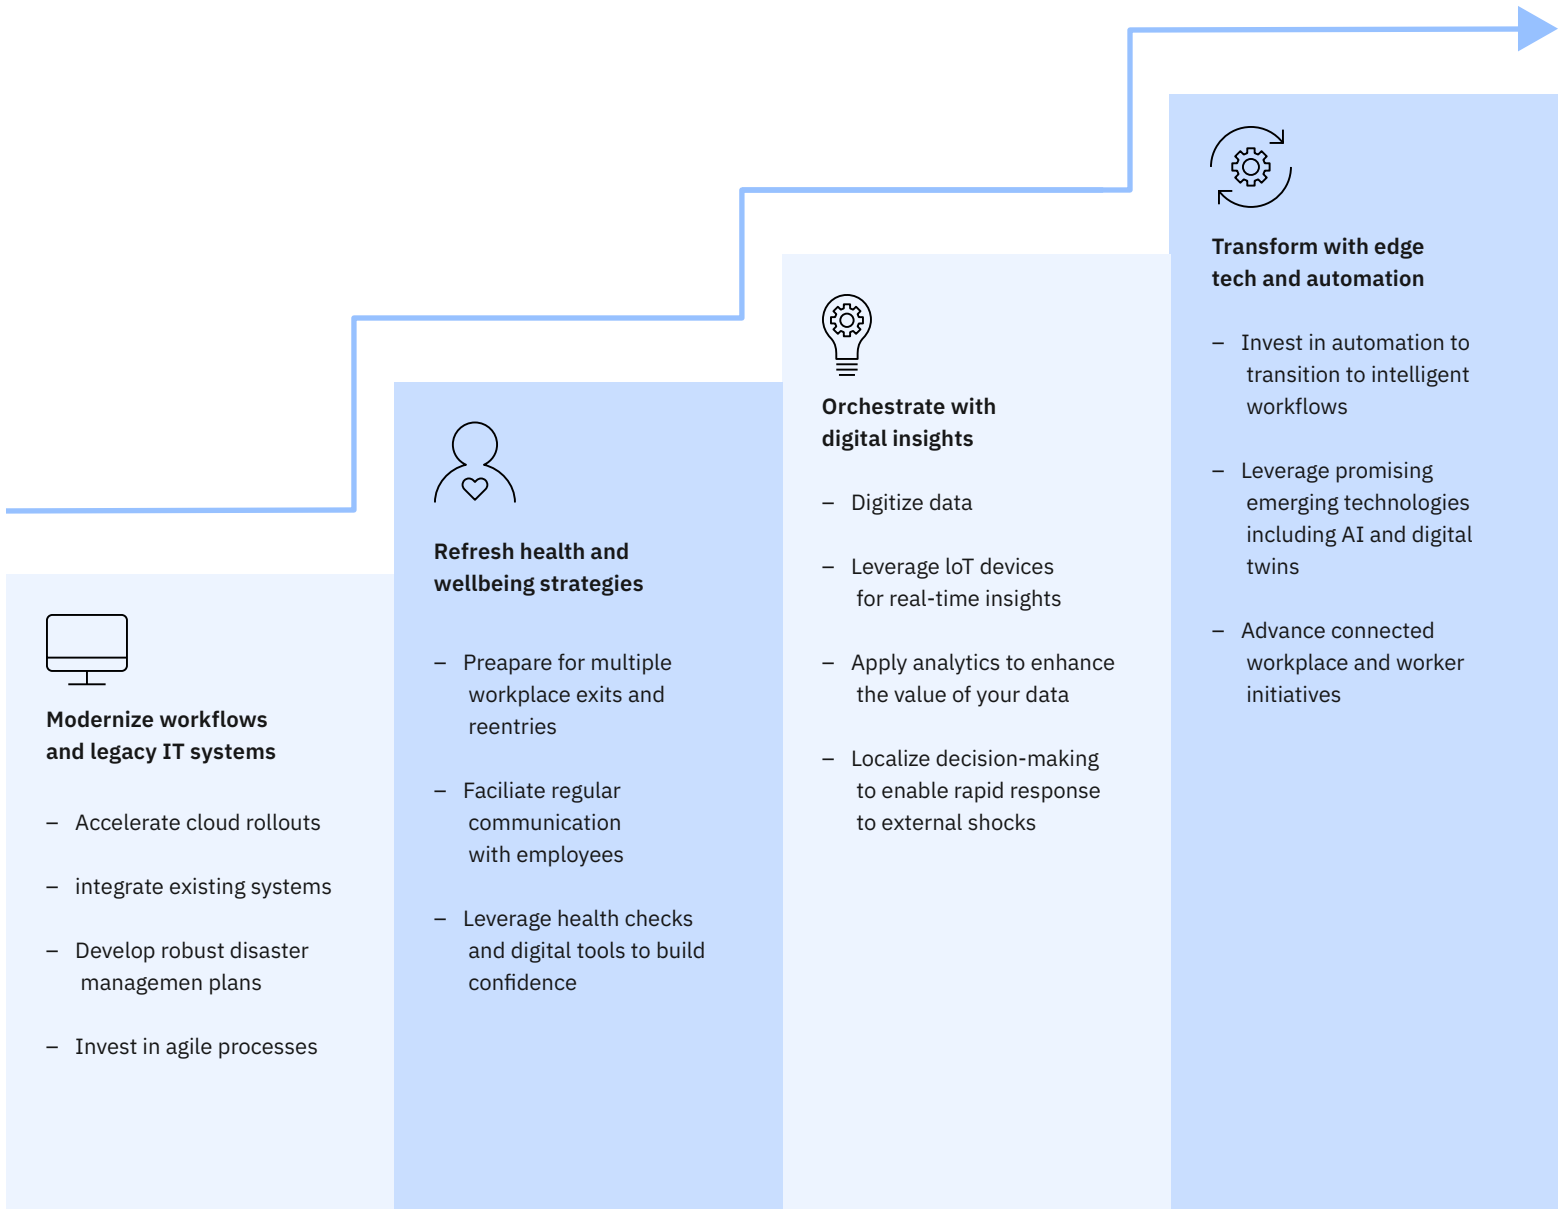 Modernize workflows
and legacy IT systems
– Accelerate cloud rollouts
– integrate existing systems
– Develop robust disaster
managemen plans
– Invest in agile processes
Refresh health and
wellbeing strategies
– Preapare for multiple
workplace exits and
reentries
– Faciliate regular
communication
with employees
– Leverage health checks
and digital tools to build
confidence
Orchestrate with
digital insights
– Digitize data
– Leverage loT devices
for real-time insights
– Apply analytics to enhance
the value of your data
– Localize decision-making
to enable rapid response
to external shocks
Transform with edge
tech and automation
– Invest in automation to
transition to intelligent
workflows
– Leverage promising
emerging technologies
including AI and digital
twins
– Advance connected
workplace and worker
initiatives